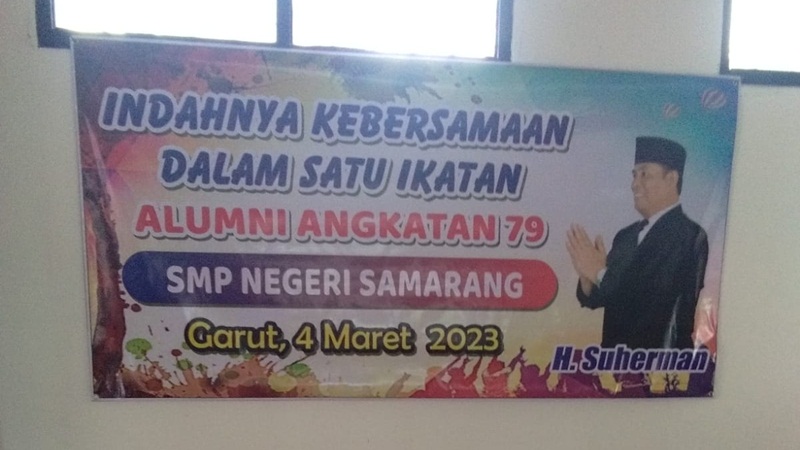 INDAHNYA KEBERSAMAAN
DALAM SATU IKATAN
ALUMNI ANGKATAN 79
SMP NEGERI SAMARANG
Garut, 4 Maret 2023
H. Suherman